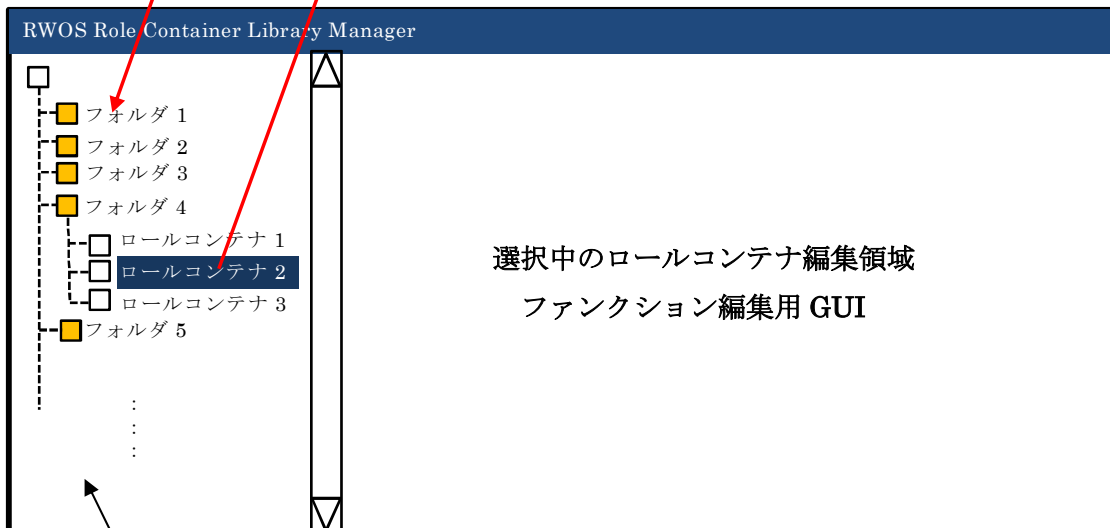 RWOS Role Container Library Manager
フォルダ 1
フォルダ 2
フォルダ 3
フォルダ 4
ロールコンテナ 1
ロールコンテナ 2
ロールコンテナ 3
フォルダ 5
:
:
:
選択中のロールコンテナ編集領域
ファンクション編集用 GUI